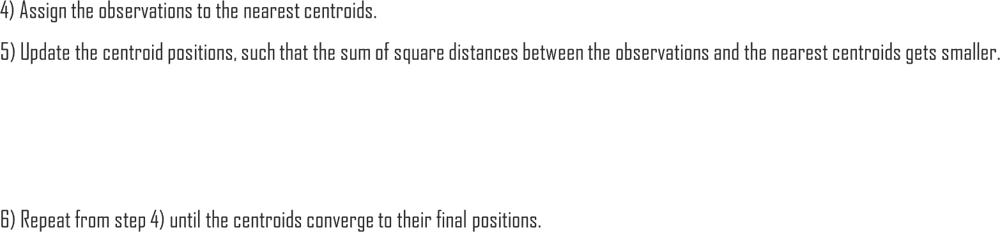 4) Assign the observations to the nearest centroids.
5) Update the centroid positions, such that the sum of square distances between the observations and the nearest centroids gets smaller.
6) Repeat from step 4) until the centroids converge to their final positions.